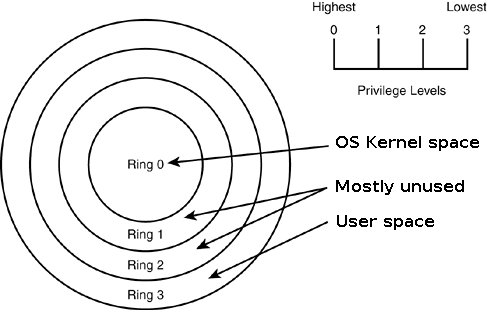 Highest Lowest
0 1 2 3
Privilege Levels
OS Kernel space
Ring 0
Mostly unused
User space
Ring 1
Ring 2
Ring 3